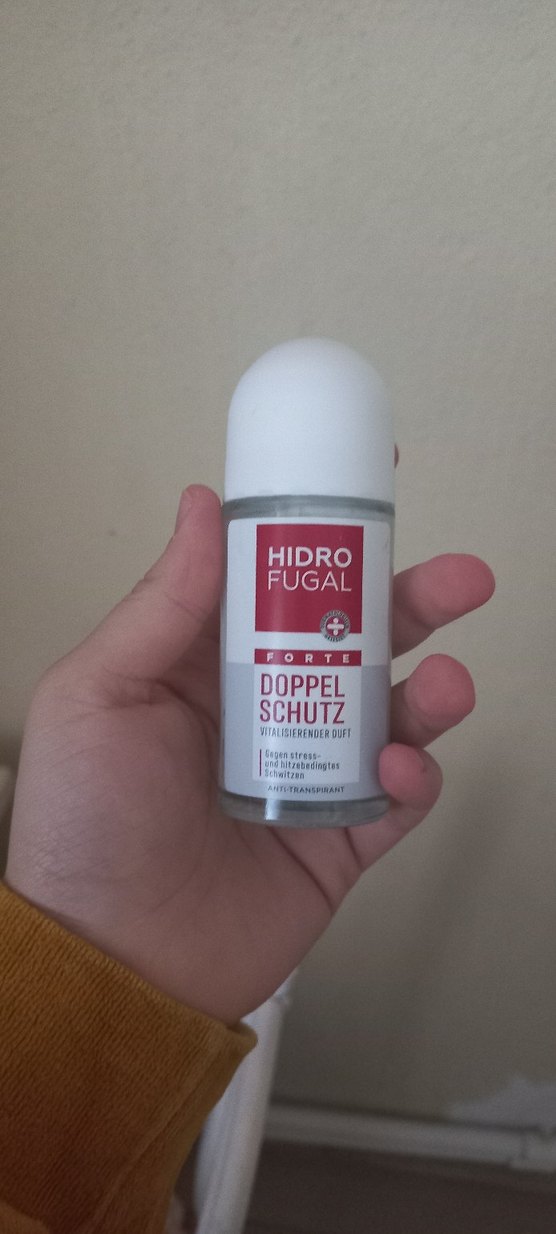 HIDRO
FUGAL
FORTE
DOPPEL
SCHUTZ
VITALISIERENDER DUFT
Gegen stress-
und hitzebedingtes
Schwitzen
ANTI-TRANSPIRANT